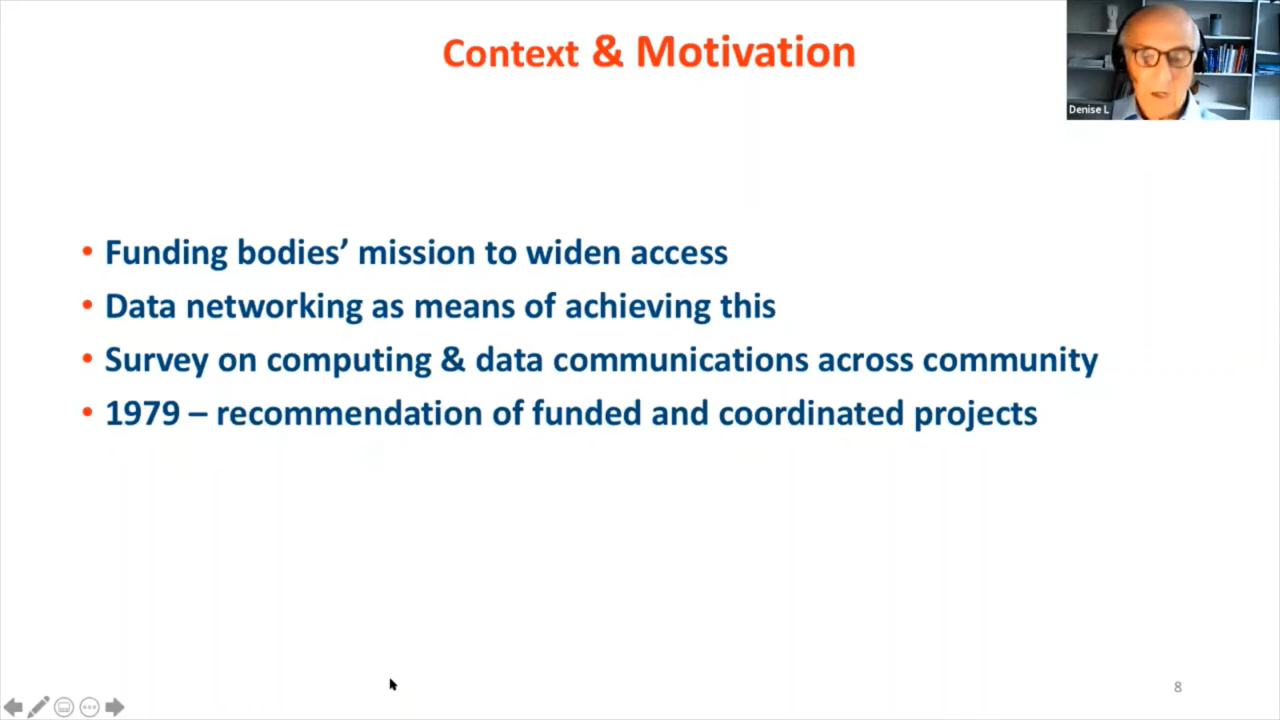 Context & Motivation
Denise L
• Funding bodies’ mission to widen access
• Data networking as means of achieving this
• Survey on computing & data communications across community
• 1979 – recommendation of funded and coordinated projects
8